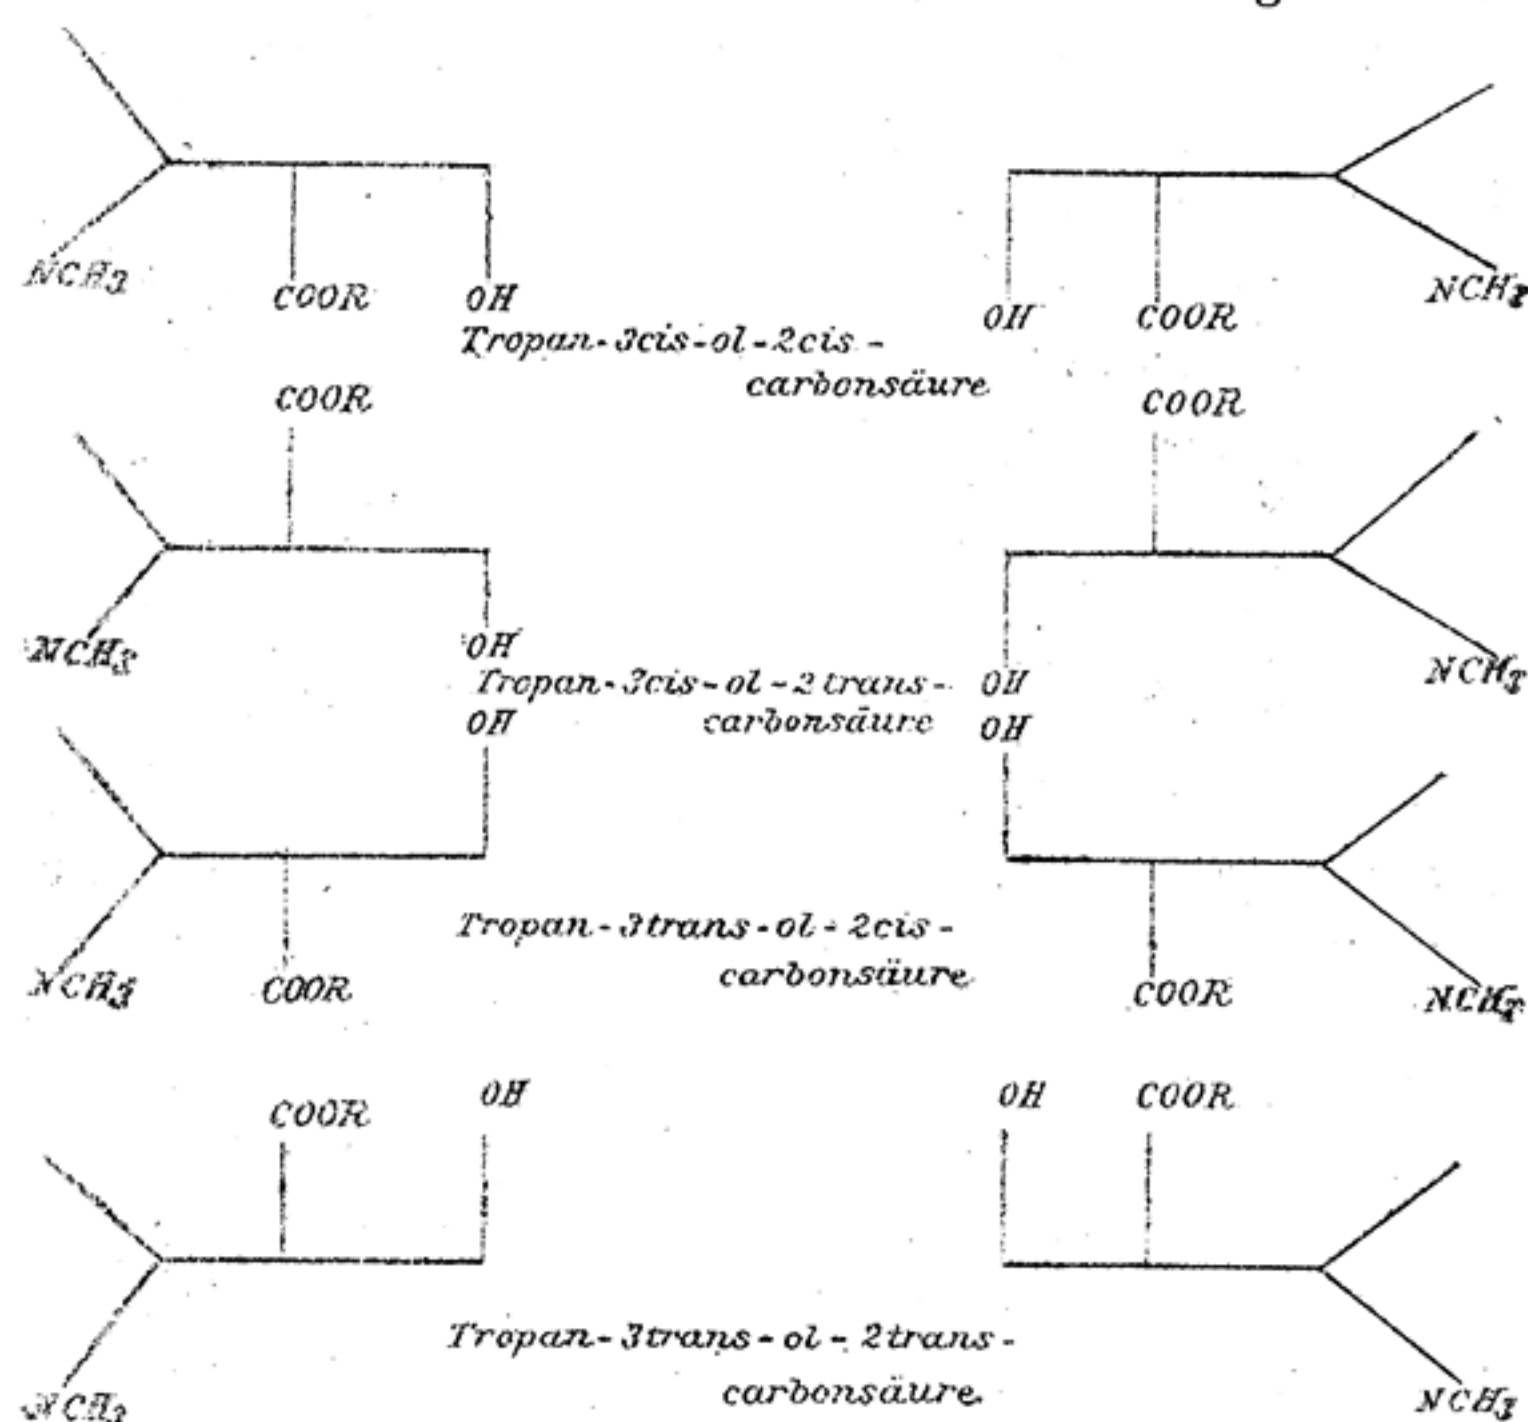 NCH3 COOR OH OH COOR NCH3
Tropan-3cis-ol-2cis-
carbonsäure
COOR COOR
NCH3 OH OH NCH3
Tropan-3cis-ol-2trans-
carbonsäure
OH OH
NCH3 COOR COOR NCH3
Tropan-3trans-ol-2cis-
carbonsäure
COOR OH OH COOR
NCH3 NCH3
Tropan-3trans-ol-2trans-
carbonsäure.